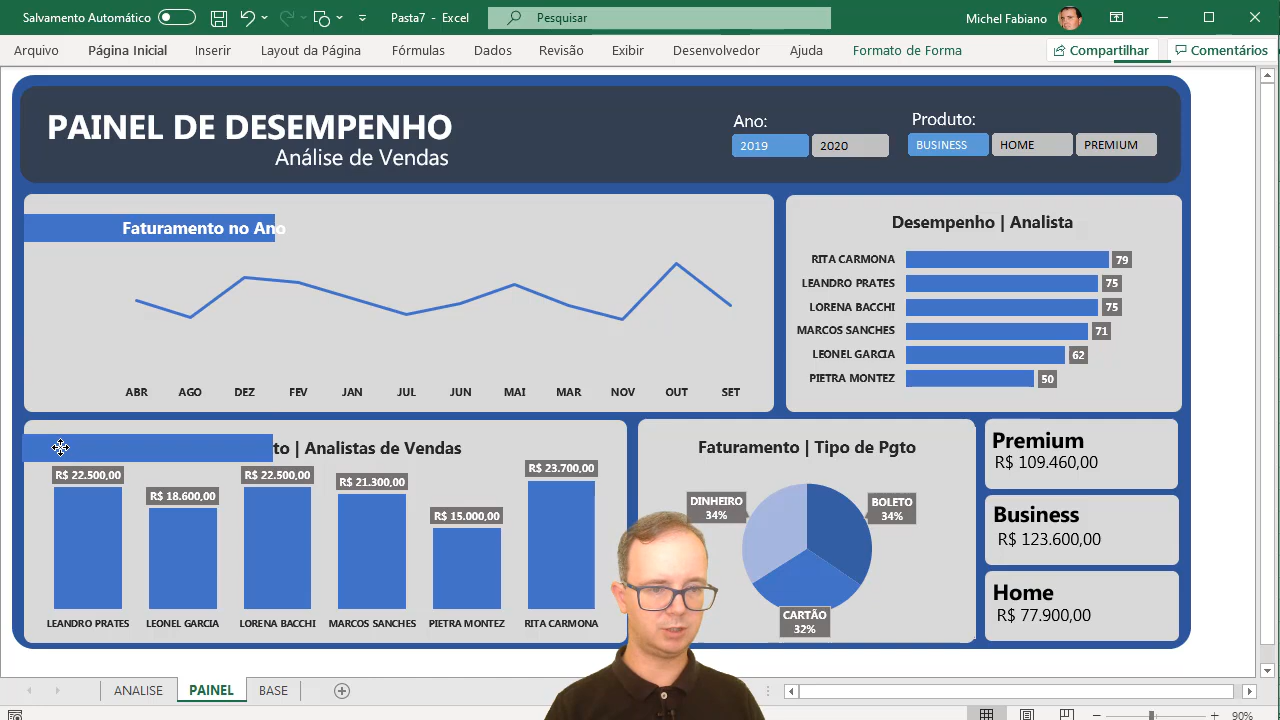 Salvamento Automático
Pasta7 - Excel
Pesquisar
Michel Fabiano
Arquivo
Página Inicial
Inserir
Layout da Página
Fórmulas
Dados
Revisão
Exibir
Desenvolvedor
Ajuda
Formato de Forma
Compartilhar
Comentários
PAINEL DE DESEMPENHO
Análise de Vendas
Ano:
2019
2020
Produto:
BUSINESS
HOME
PREMIUM
Faturamento no Ano
ABR
AGO
DEZ
FEV
JAN
JUL
JUN
MAI
MAR
NOV
OUT
SET
Desempenho | Analista
RITA CARMONA
79
LEANDRO PRATES
75
LORENA BACCHI
75
MARCOS SANCHES
71
LEONEL GARCIA
62
PIETRA MONTEZ
50
to | Analistas de Vendas
R$ 22.500,00
R$ 18.600,00
R$ 22.500,00
R$ 21.300,00
R$ 15.000,00
R$ 23.700,00
LEANDRO PRATES
LEONEL GARCIA
LORENA BACCHI
MARCOS SANCHES
PIETRA MONTEZ
RITA CARMONA
Faturamento | Tipo de Pgto
DINHEIRO
34%
BOLETO
34%
CARTÃO
32%
Premium
R$ 109.460,00
Business
R$ 123.600,00
Home
R$ 77.900,00
ANALISE
PAINEL
BASE
90%